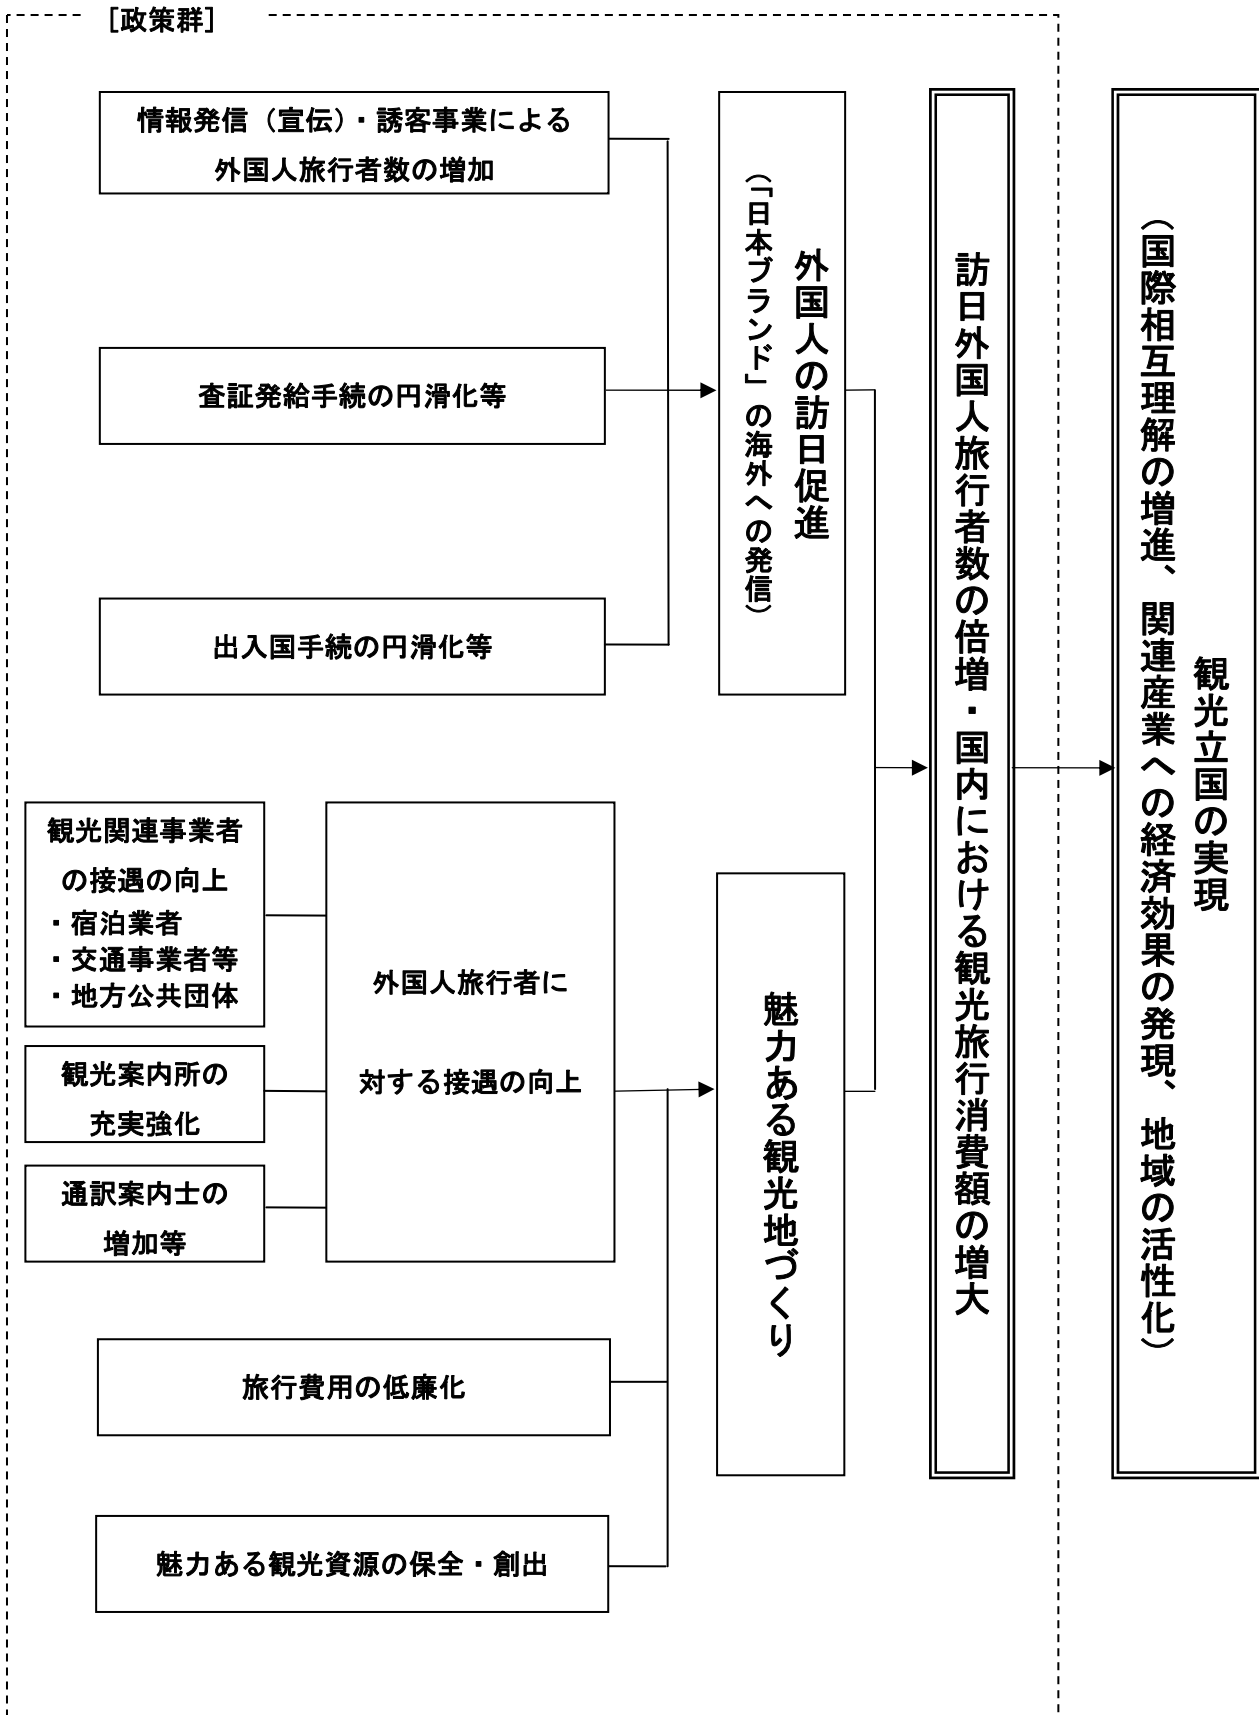 ［政策群］
情報発信（宣伝）・誘客事業による
外国人旅行者数の増加
査証発給手続の円滑化等
出入国手続の円滑化等
外国人の訪日促進
（「日本ブランド」の海外への発信）
観光関連事業者
の接遇の向上
・宿泊業者
・交通事業者等
・地方公共団体
観光案内所の
充実強化
通訳案内士の
増加等
外国人旅行者に
対する接遇の向上
旅行費用の低廉化
魅力ある観光資源の保全・創出
魅力ある観光地づくり
訪日外国人旅行者数の倍増・国内における観光旅行消費額の増大
観光立国の実現
（国際相互理解の増進、関連産業への経済効果の発現、地域の活性化）